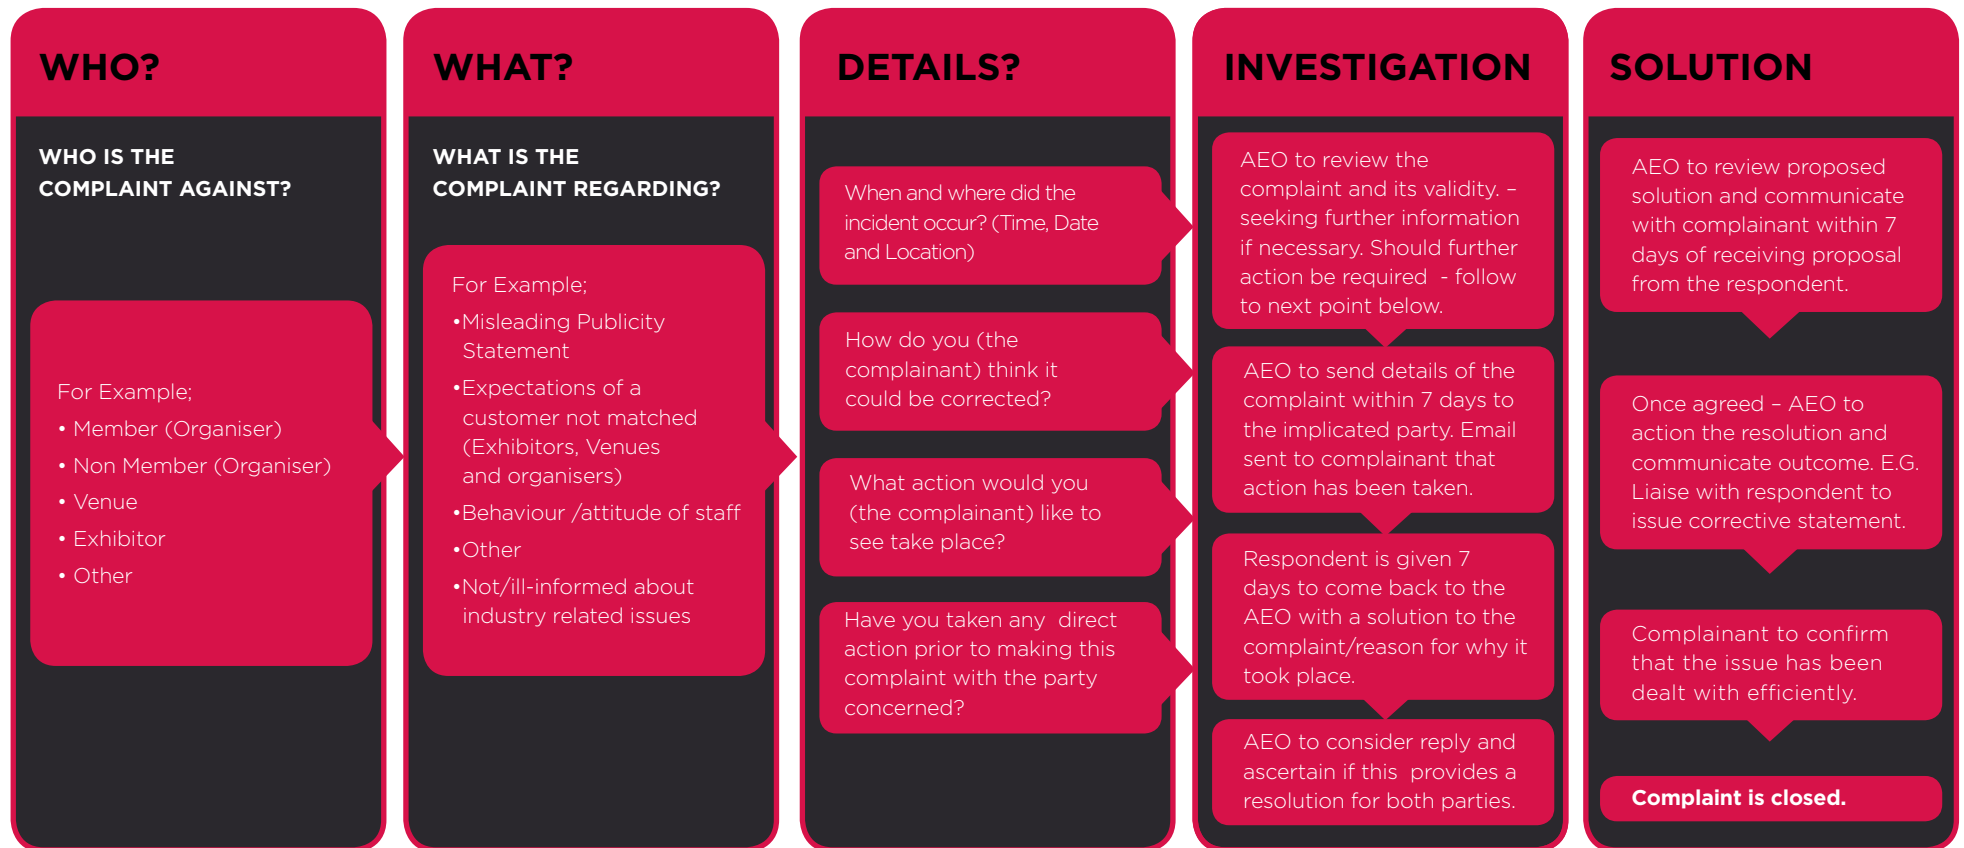 WHO?
WHO IS THE
COMPLAINT AGAINST?
For Example;
• Member (Organiser)
• Non Member (Organiser)
• Venue
• Exhibitor
• Other
WHAT?
WHAT IS THE
COMPLAINT REGARDING?
For Example;
•Misleading Publicity
Statement
•Expectations of a
customer not matched
(Exhibitors, Venues
and organisers)
•Behaviour /attitude of staff
•Other
•Not/ill-informed about
industry related issues
DETAILS?
When and where did the
incident occur? (Time, Date
and Location)
How do you (the
complainant) think it
could be corrected?
What action would you
(the complainant) like to
see take place?
Have you taken any  direct
action prior to making this
complaint with the party
concerned?
INVESTIGATION
AEO to review the
complaint and its validity. –
seeking further information
if necessary. Should further
action be required  - follow
to next point below.
AEO to send details of the
complaint within 7 days to
the implicated party. Email
sent to complainant that
action has been taken.
Respondent is given 7
days to come back to the
AEO with a solution to the
complaint/reason for why it
took place.
AEO to consider reply and
ascertain if this  provides a
resolution for both parties.
SOLUTION
AEO to review proposed
solution and communicate
with complainant within 7
days of receiving proposal
from the respondent.
Once agreed – AEO to
action the resolution and
communicate outcome. E.G.
Liaise with respondent to
issue corrective statement.
Complainant to confirm
that the issue has been
dealt with efficiently.
Complaint is closed.